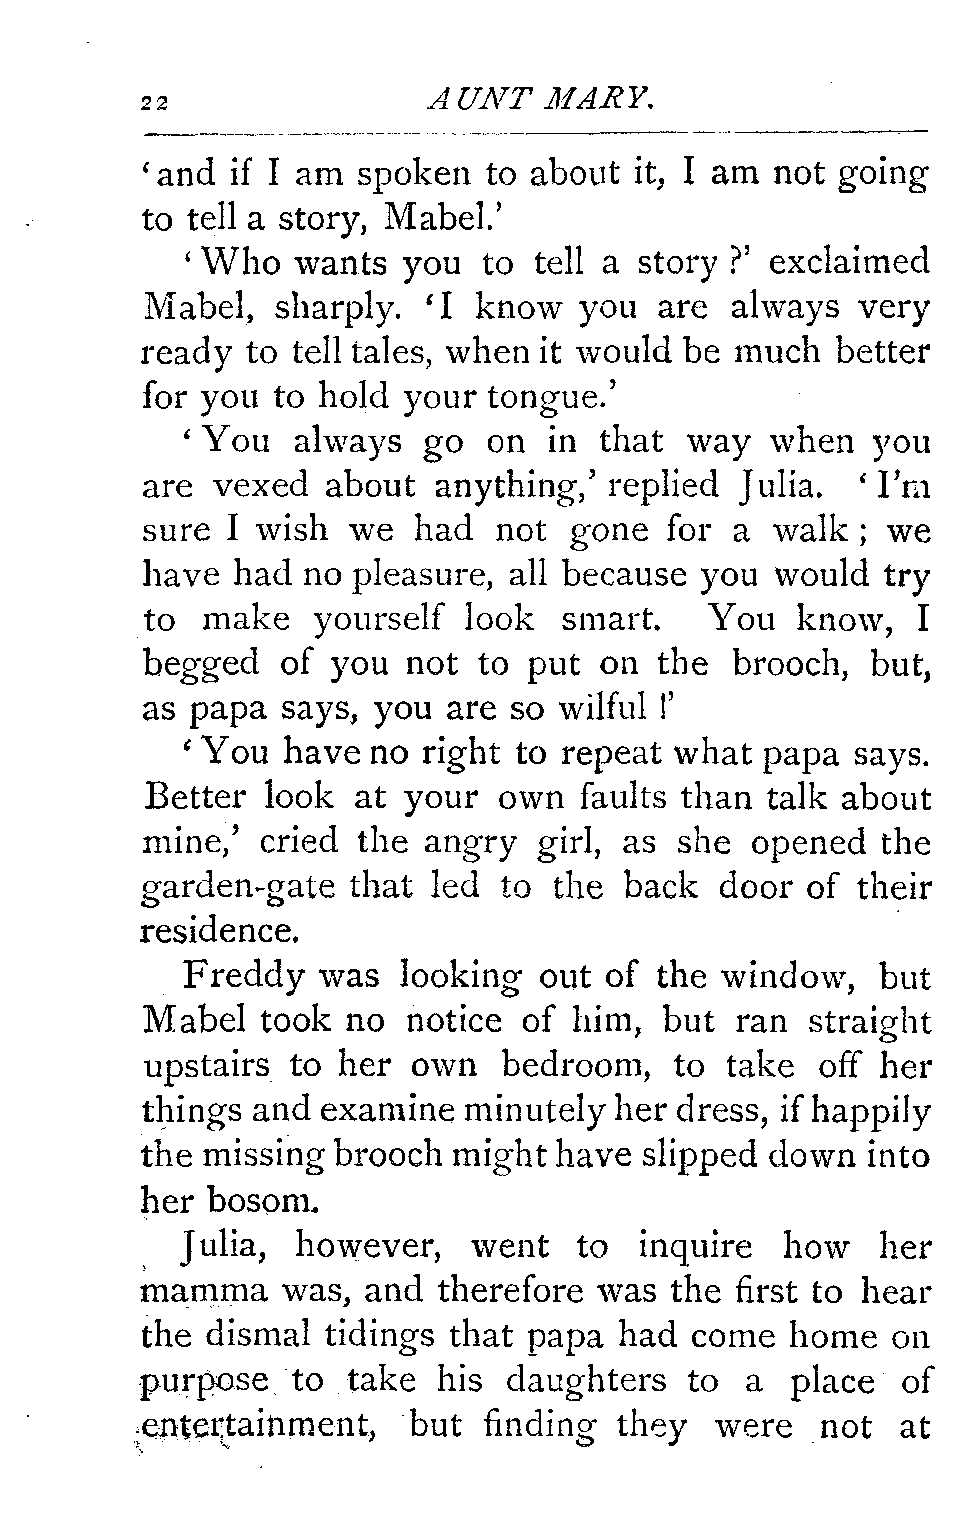 22 AUNT MARY.
‘and if I am spoken to about it, I am not going
to tell a story, Mabel.’
‘Who wants you to tell a story?’ exclaimed
Mabel, sharply. ‘I know you are always very
ready to tell tales, when it would be much better
for you to hold your tongue.’
‘You always go on in that way when you
are vexed about anything,’ replied Julia. ‘I’m
sure I wish we had not gone for a walk; we
have had no pleasure, all because you would try
to make yourself look smart. You know, I
begged of you not to put on the brooch, but,
as papa says, you are so wilful!’
‘You have no right to repeat what papa says.
Better look at your own faults than talk about
mine,’ cried the angry girl, as she opened the
garden-gate that led to the back door of their
residence.
Freddy was looking out of the window, but
Mabel took no notice of him, but ran straight
upstairs to her own bedroom, to take off her
things and examine minutely her dress, if happily
the missing brooch might have slipped down into
her bosom.
Julia, however, went to inquire how her
mamma was, and therefore was the first to hear
the dismal tidings that papa had come home on
purpose to take his daughters to a place of
entertainment, but finding they were not at